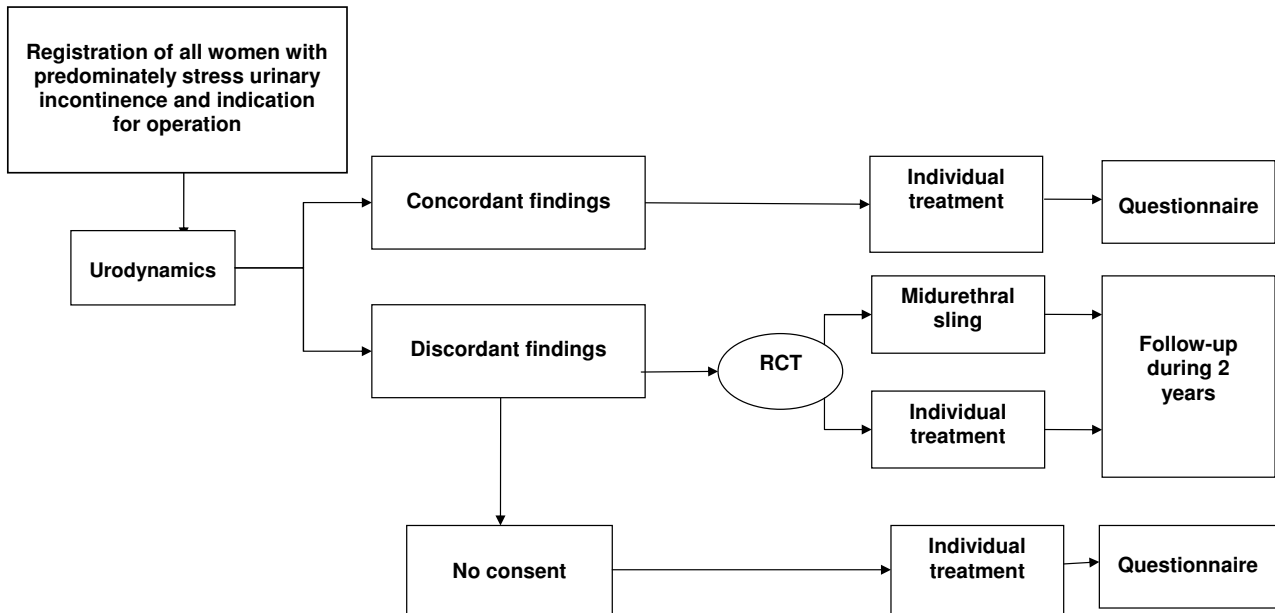 Registration of all women with
predominately stress urinary
incontinence and indication
for operation
Urodynamics
Concordant findings
Individual
treatment
Questionnaire
Discordant findings
RCT
Midurethral
sling
Individual
treatment
Follow-up
during 2
years
No consent
Individual
treatment
Questionnaire